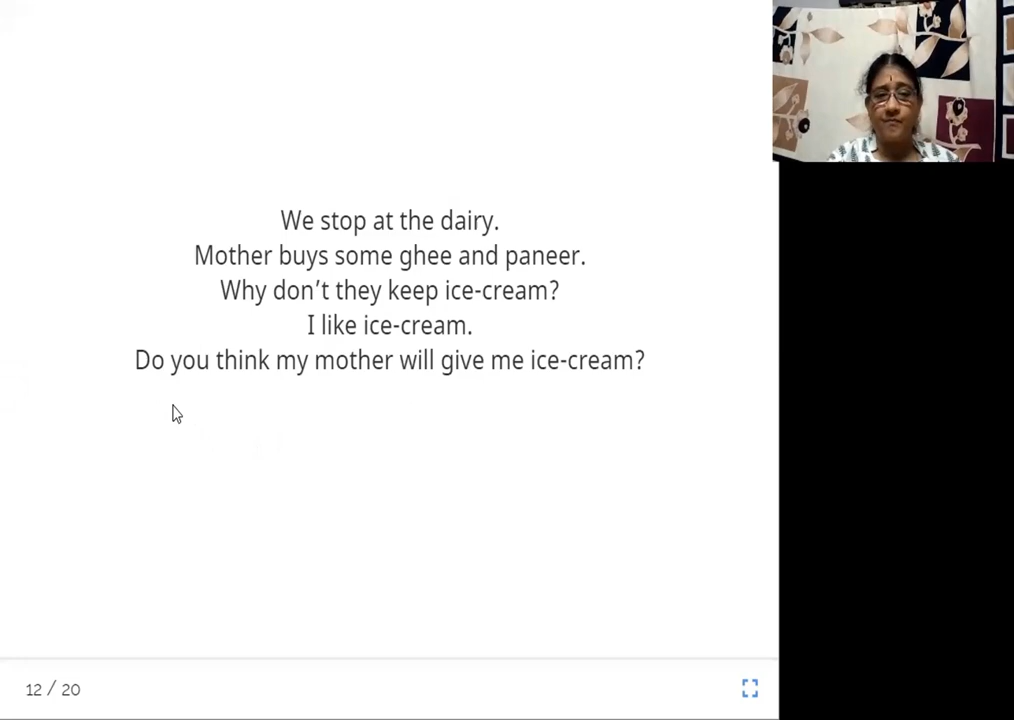 We stop at the dairy.
Mother buys some ghee and paneer.
Why don't they keep ice-cream?
I like ice-cream.
Do you think my mother will give me ice-cream?
12 / 20